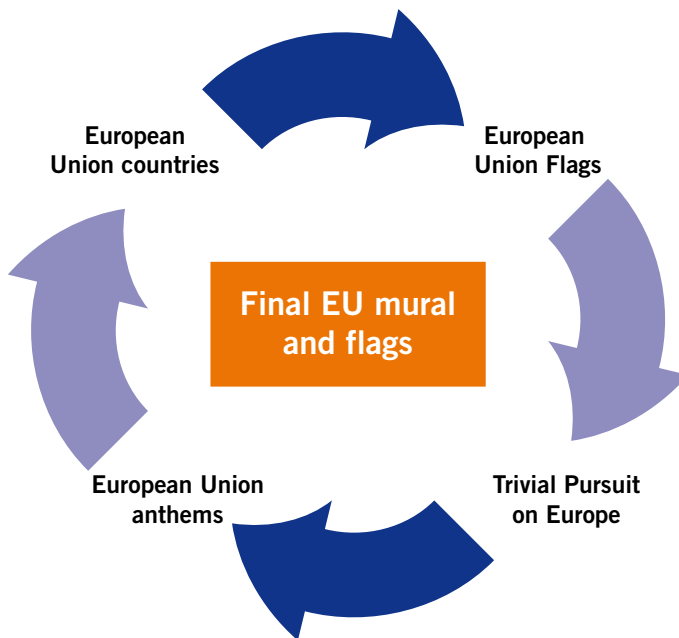 European
Union countries
European
Union Flags
Final EU mural
and flags
European Union
anthems
Trivial Pursuit
on Europe